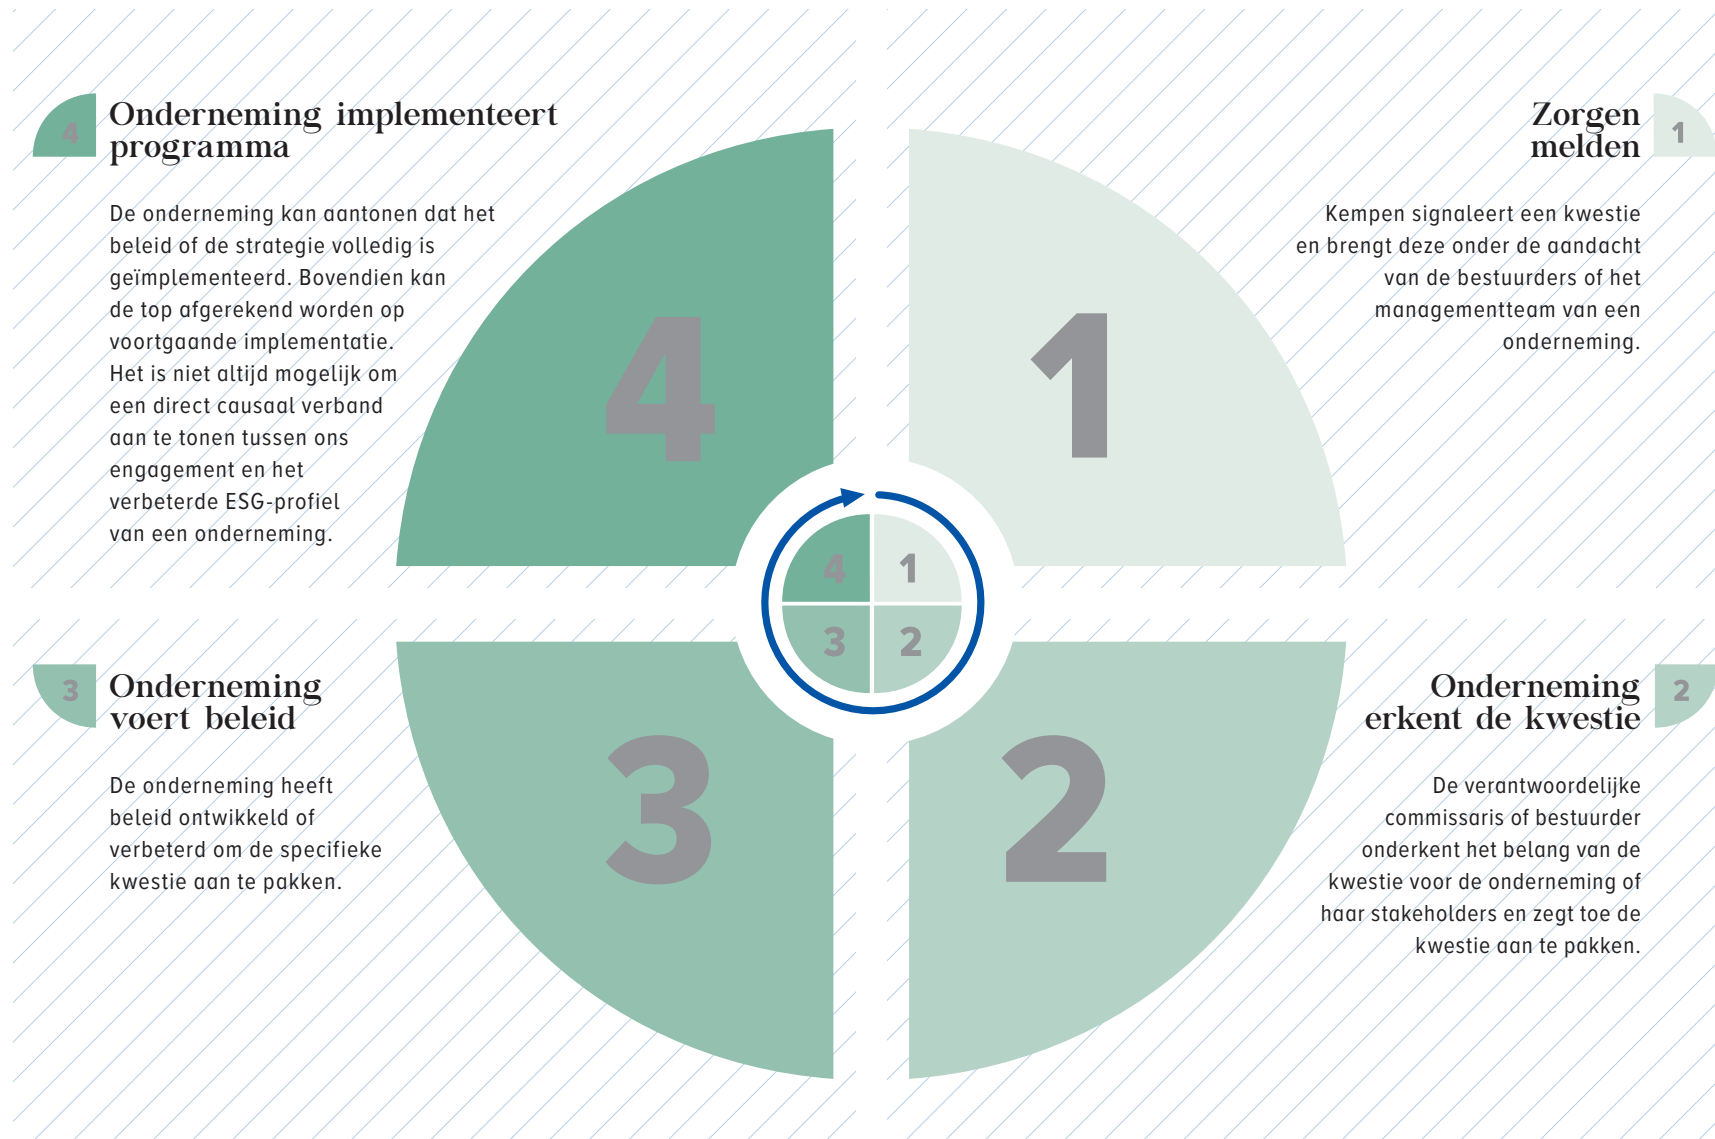 4
Onderneming implementeert
programma
De onderneming kan aantonen dat het
beleid of de strategie volledig is
geïmplementeerd. Bovendien kan
de top afgerekend worden op
voortgaande implementatie.
Het is niet altijd mogelijk om
een direct causaal verband
aan te tonen tussen ons
engagement en het
verbeterde ESG-profiel
van een onderneming.
4
1
Zorgen
melden
1
Kempen signaleert een kwestie
en brengt deze onder de aandacht
van de bestuurders of het
managementteam van een
onderneming.
4
1
3
2
3
Onderneming
voert beleid
De onderneming heeft
beleid ontwikkeld of
verbeterd om de specifieke
kwestie aan te pakken.
3
2
Onderneming
erkent de kwestie
2
De verantwoordelijke
commissaris of bestuurder
onderkent het belang van de
kwestie voor de onderneming of
haar stakeholders en zegt toe de
kwestie aan te pakken.